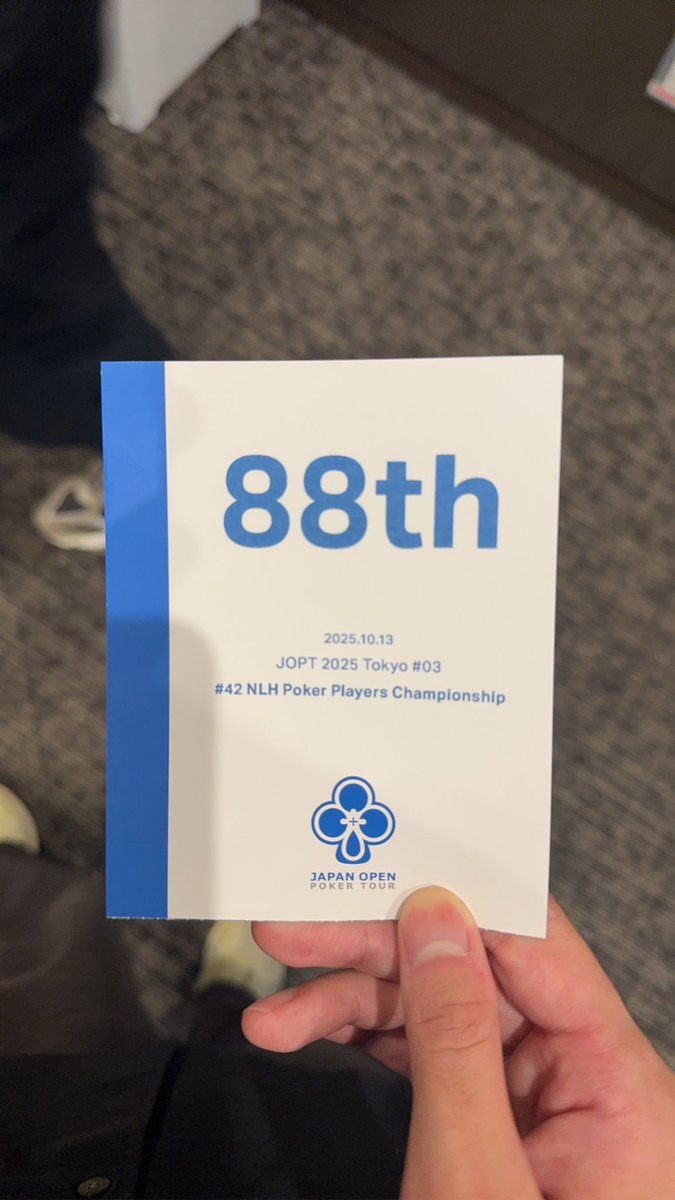 88th
2025.10.13
JOPT 2025 Tokyo #03
#42 NLH Poker Players Championship
JAPAN OPEN
POKER TOUR